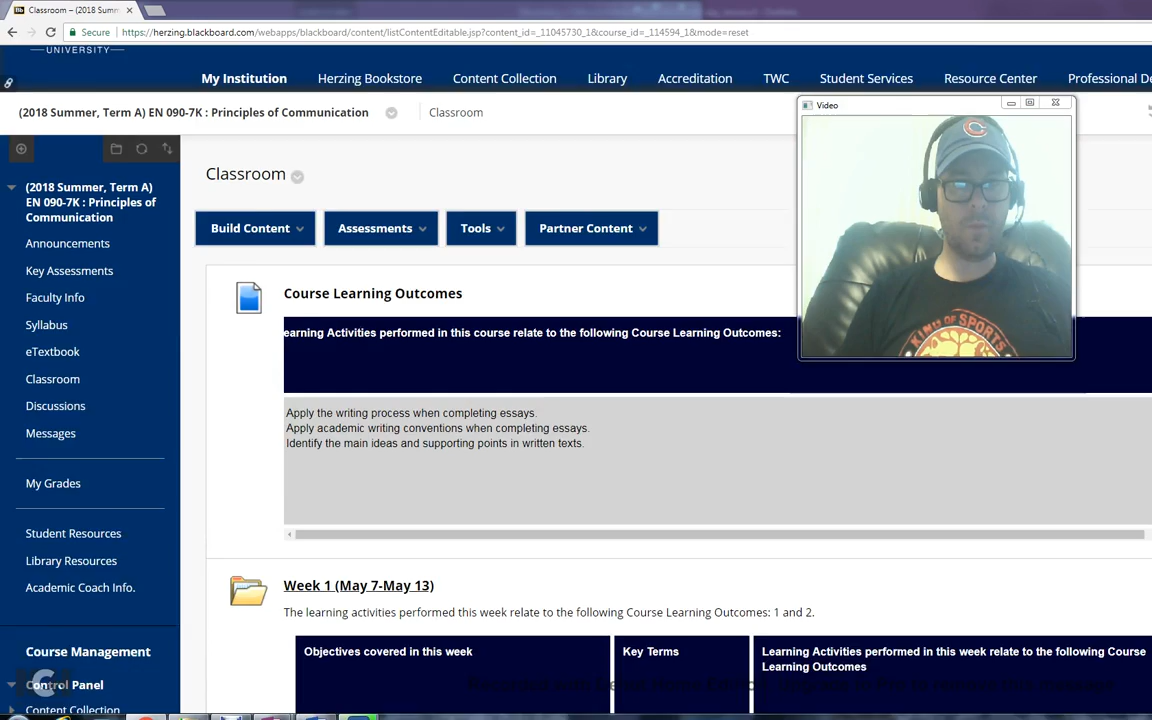 Classroom – (2018 Summ
Secure
https://herzing.blackboard.com/webapps/blackboard/content/listContentEditable.jsp?content_id=_11045730_1&course_id=_114594_1&mode=reset
UNIVERSITY
My Institution
Herzing Bookstore
Content Collection
Library
Accreditation
TWC
Student Services
Resource Center
Professional De
(2018 Summer, Term A) EN 090-7K : Principles of Communication
Classroom
Video
(2018 Summer, Term A)
EN 090-7K : Principles of
Communication
Announcements
Key Assessments
Faculty Info
Syllabus
eTextbook
Classroom
Discussions
Messages
My Grades
Student Resources
Library Resources
Academic Coach Info.
Course Management
Control Panel
Content Collection
Classroom
Build Content
Assessments
Tools
Partner Content
Course Learning Outcomes
earning Activities performed in this course relate to the following Course Learning Outcomes:
Apply the writing process when completing essays.
Apply academic writing conventions when completing essays.
Identify the main ideas and supporting points in written texts.
Week 1 (May 7-May 13)
The learning activities performed this week relate to the following Course Learning Outcomes: 1 and 2.
Objectives covered in this week
Key Terms
Learning Activities performed in this week relate to the following Course
Learning Outcomes